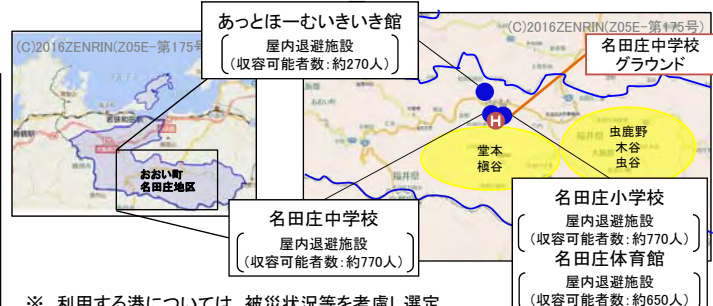 あっとほーむいきいき館
屋内退避施設
(収容可能者数:約270人)
(C)2016ZENRIN(Z05E-第175号
(C)2016ZENRIN(Z05E-第175号)
名田庄中学校
グラウンド
おおい町
名田庄地区
H
堂本
槇谷
虫鹿野
木谷
虫谷
福井県
名田庄中学校
屋内退避施設
(収容可能者数:約770人)
名田庄小学校
屋内退避施設
(収容可能者数:約770人)
名田庄体育館
屋内退避施設
(収容可能者数:約650人)
※ 利用する港については、被災状況等を考慮し選定